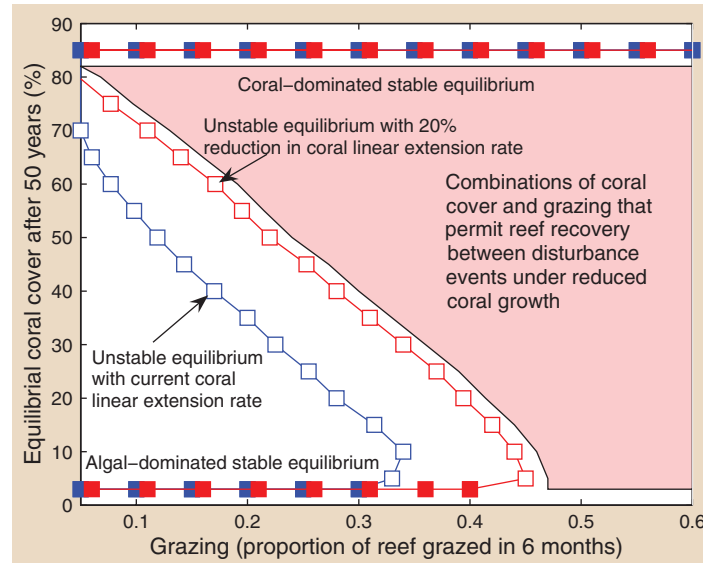 Equilibrial coral cover after 50 years (%)
90
80
70
60
50
40
30
20
10
0
Coral–dominated stable equilibrium
Unstable equilibrium with 20%
reduction in coral linear extension rate
Combinations of coral
cover and grazing that
permit reef recovery
between disturbance
events under reduced
coral growth
Unstable equilibrium
with current coral
linear extension rate
Algal–dominated stable equilibrium
0.1
0.2
0.3
0.4
0.5
0.6
Grazing (proportion of reef grazed in 6 months)